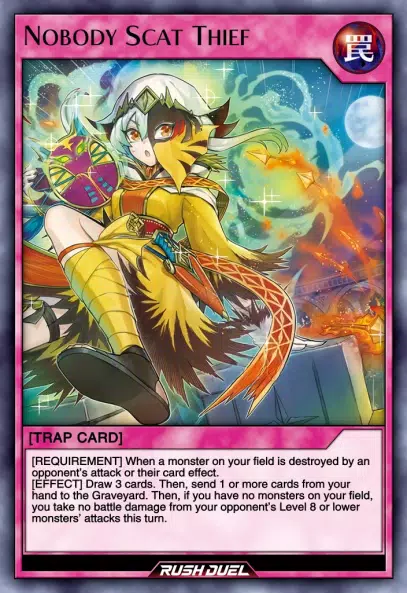 Nobody Scat Thief
罠
[TRAP CARD]
[REQUIREMENT] When a monster on your field is destroyed by an
opponent's attack or their card effect.
[EFFECT] Draw 3 cards. Then, send 1 or more cards from your
hand to the Graveyard. Then, if you have no monsters on your field,
you take no battle damage from your opponent's Level 8 or lower
monsters' attacks this turn.
RUSH DUEL